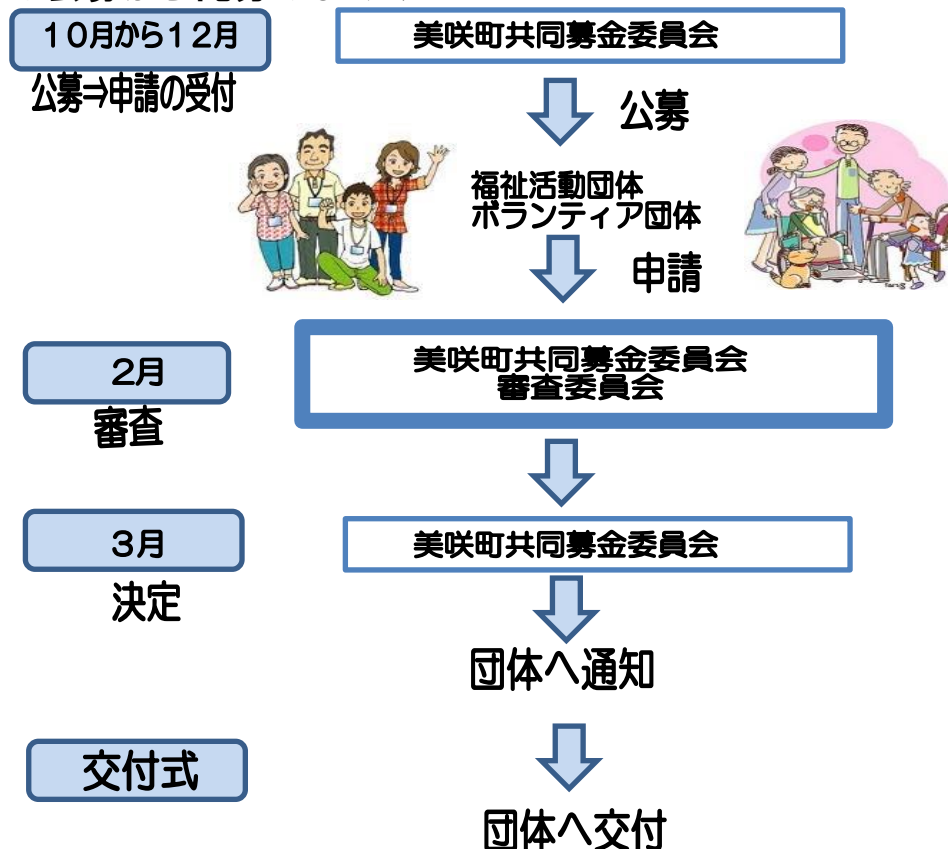 10月から12月
美咲町共同募金委員会
公募⇒申請の受付
公募
福祉活動団体
ボランティア団体
申請
2月
美咲町共同募金委員会
審査委員会
審査
3月
美咲町共同募金委員会
決定
団体へ通知
交付式
団体へ交付